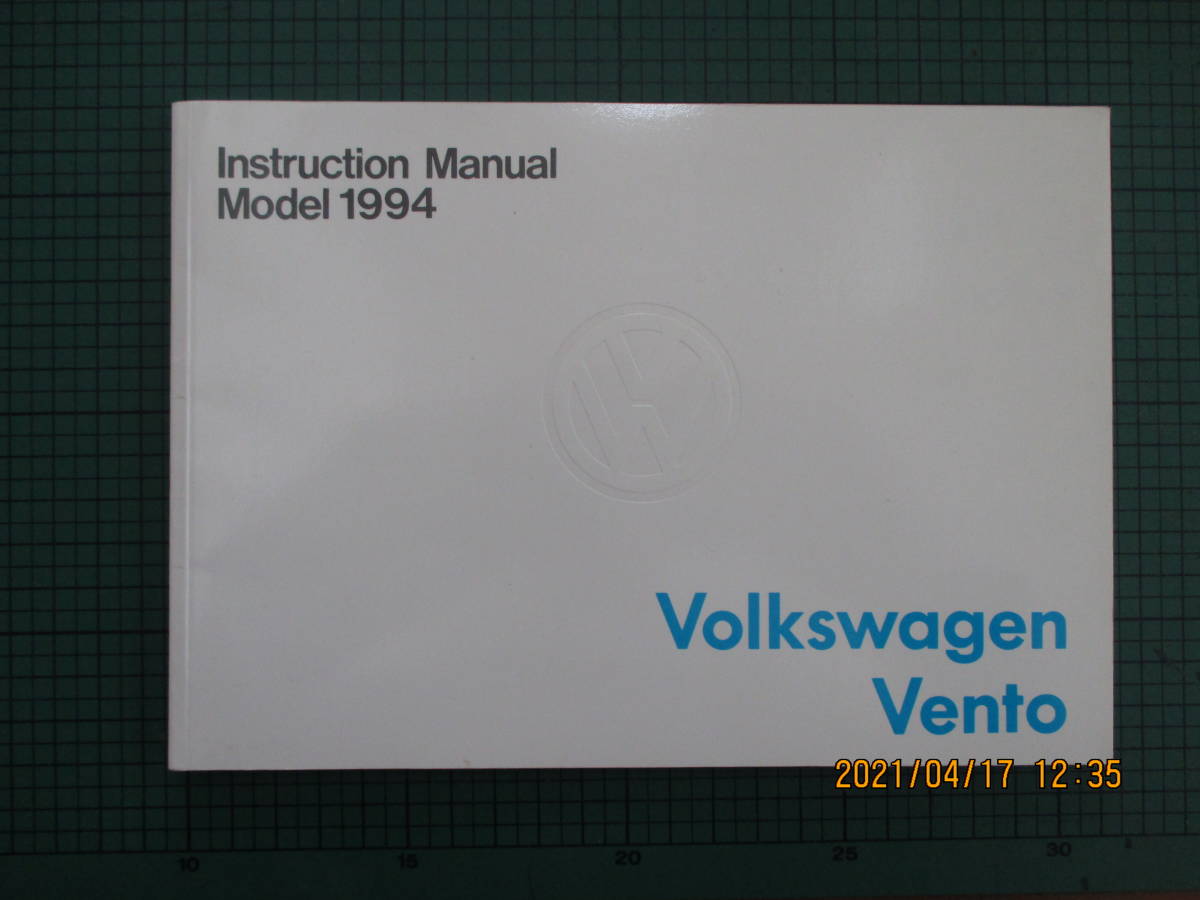 Instruction Manual
Model 1994
Volkswagen
Vento
2021/04/17 12:35
10 15 20 25 30